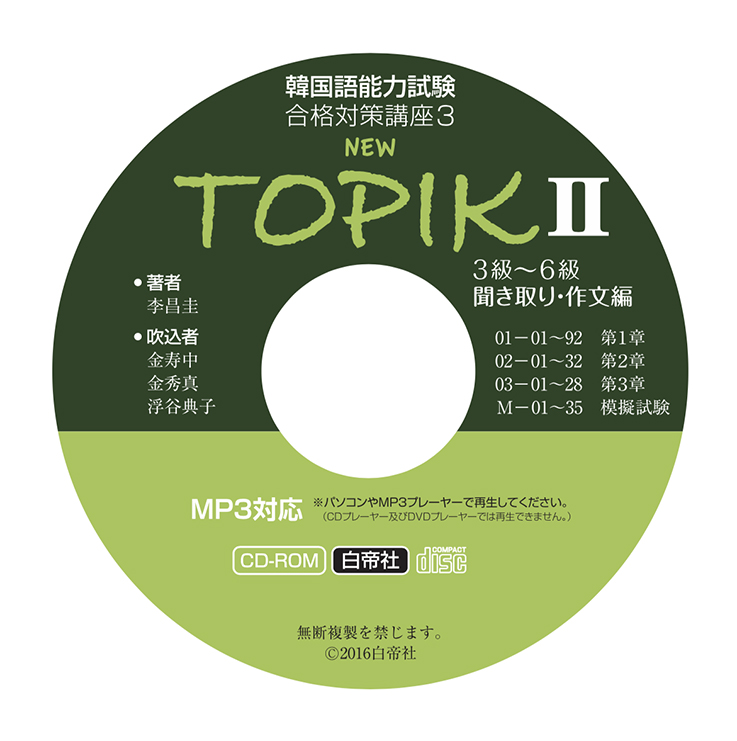 韓国語能力試験
合格対策講座3
NEW
TOPIK II
3級〜6級
聞き取り・作文編
● 著者
李昌圭
● 吹込者
金寿中
金秀真
浮谷典子
01−01〜92 第1章
02−01〜32 第2章
03−01〜28 第3章
M−01〜35 模擬試験
MP3対応
※パソコンやMP3プレーヤーで再生してください。
(CDプレーヤー及びDVDプレーヤーでは再生できません。)
CD-ROM 白帝社 COMPACT disc
無断複製を禁じます。
©2016白帝社